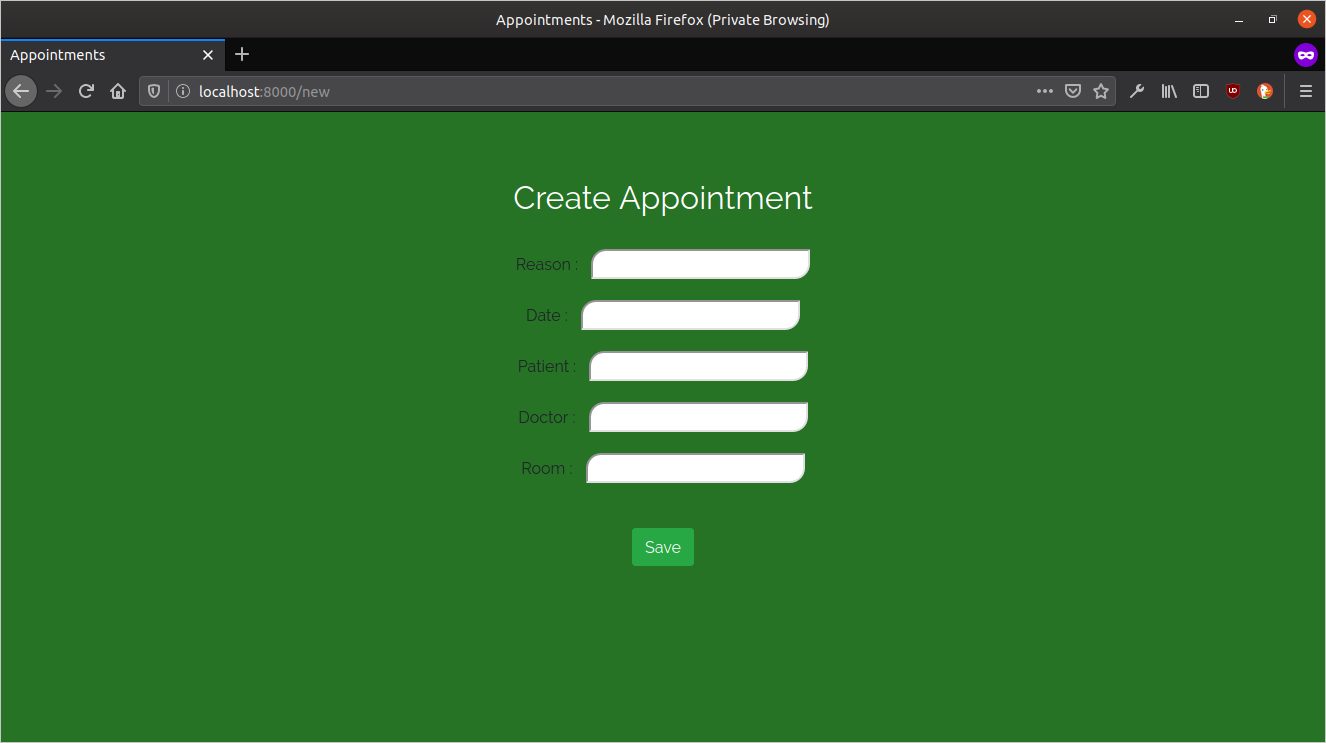 Appointments - Mozilla Firefox (Private Browsing)
Appointments
localhost:8000/new
Create Appointment
Reason :
Date :
Patient :
Doctor :
Room :
Save